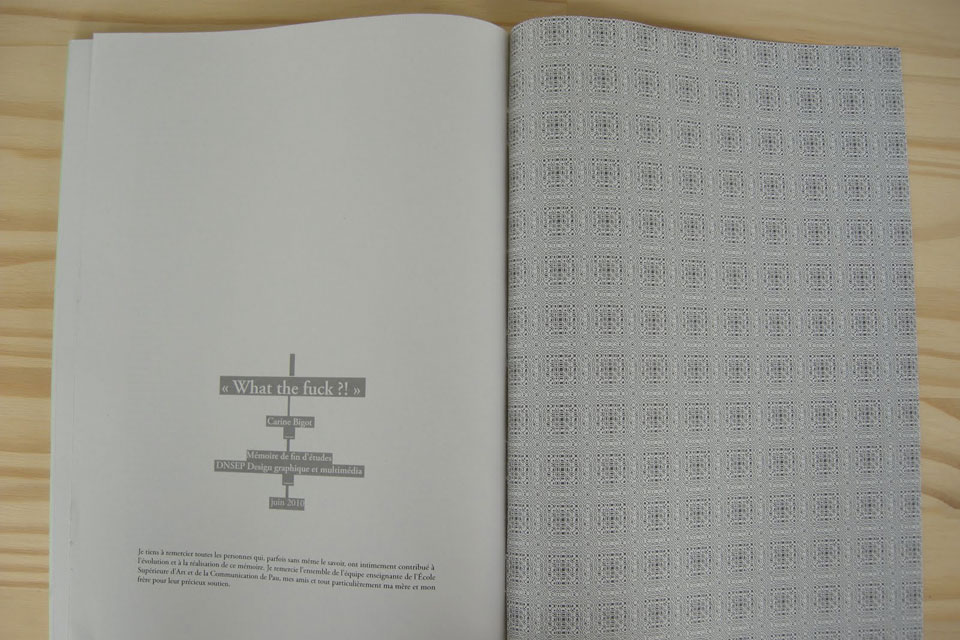 « What the fuck ?! »
Carine Bigot
Mémoire de fin d'études
DNSEP Design graphique et multimédia
Juin 2010
Je tiens à remercier toutes les personnes qui, parfois sans même le savoir, ont intimement contribué à
l'évolution et à la réalisation de ce mémoire. Je remercie l'ensemble de l'équipe enseignante de l'École
Supérieure d'Art et de la Communication de Pau, mes amis et tout particulièrement ma mère et mon
frère pour leur précieux soutien.